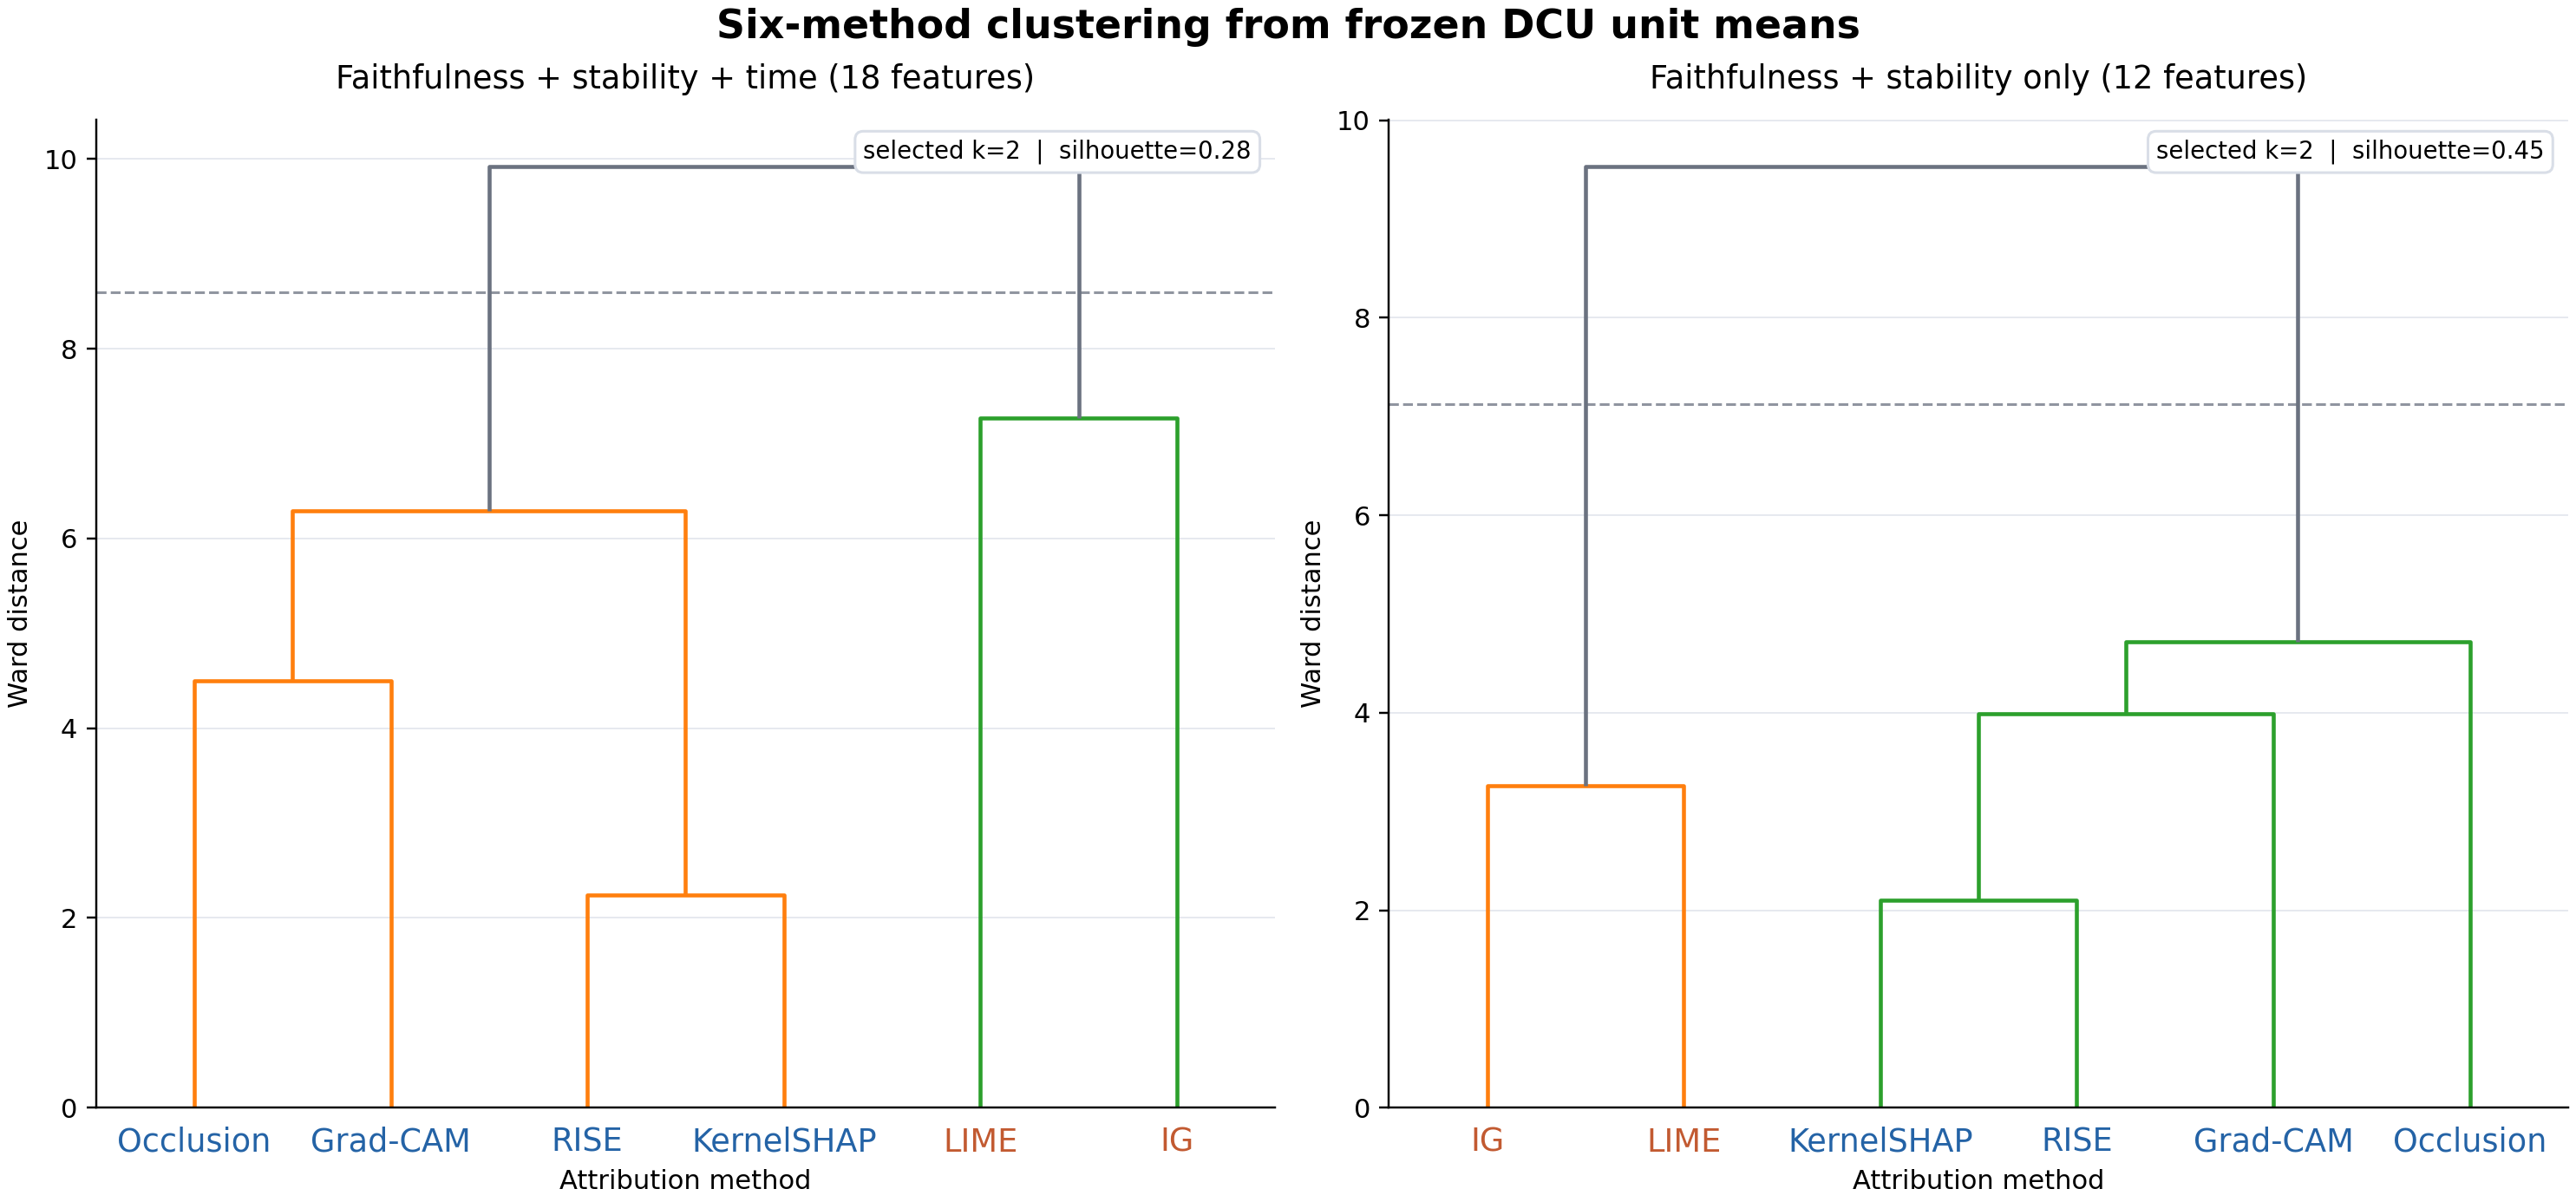 Six-method clustering from frozen DCU unit means
Faithfulness + stability + time (18 features)
selected k=2 | silhouette=0.28
10
8
6
4
2
0
Ward distance
Occlusion Grad-CAM RISE KernelSHAP LIME IG
Attribution method
Faithfulness + stability only (12 features)
selected k=2 | silhouette=0.45
10
8
6
4
2
0
Ward distance
IG LIME KernelSHAP RISE Grad-CAM Occlusion
Attribution method